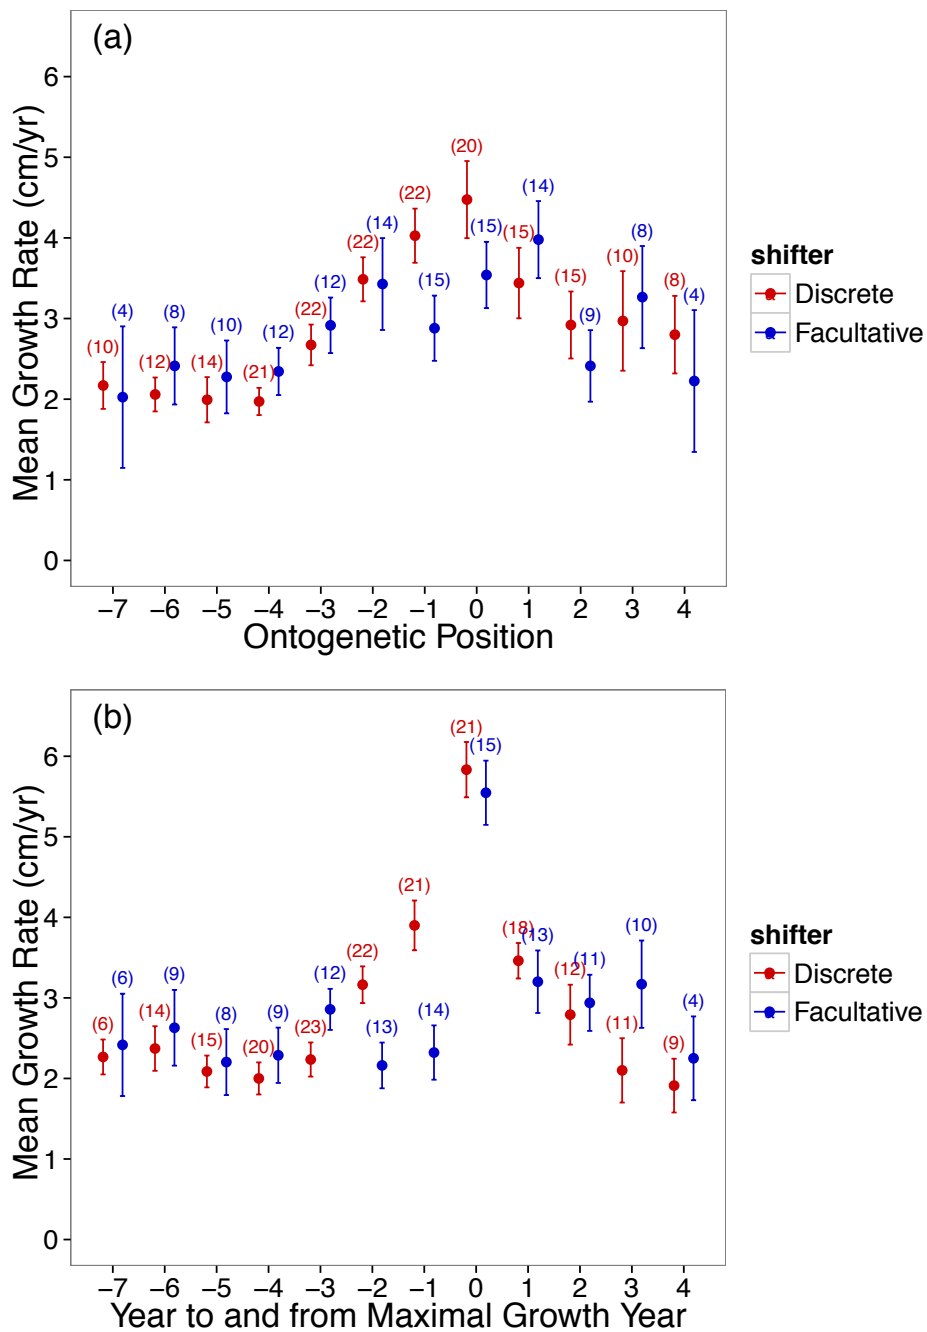 (a)
Mean Growth Rate (cm/yr)
6
5
4
3
2
1
0
(10) (4) (12) (8) (14) (10) (21) (12) (22) (12) (22) (14) (22) (15) (20) (15) (15) (14) (15) (9) (10) (8) (8) (4)
−7 −6 −5 −4 −3 −2 −1 0 1 2 3 4
Ontogenetic Position
shifter
Discrete
Facultative
(b)
Mean Growth Rate (cm/yr)
6
5
4
3
2
1
0
(6) (6) (14) (9) (15) (8) (20) (9) (23) (12) (22) (13) (21) (14) (21) (15) (18) (13) (12) (11) (11) (10) (9) (4)
−7 −6 −5 −4 −3 −2 −1 0 1 2 3 4
Year to and from Maximal Growth Year
shifter
Discrete
Facultative